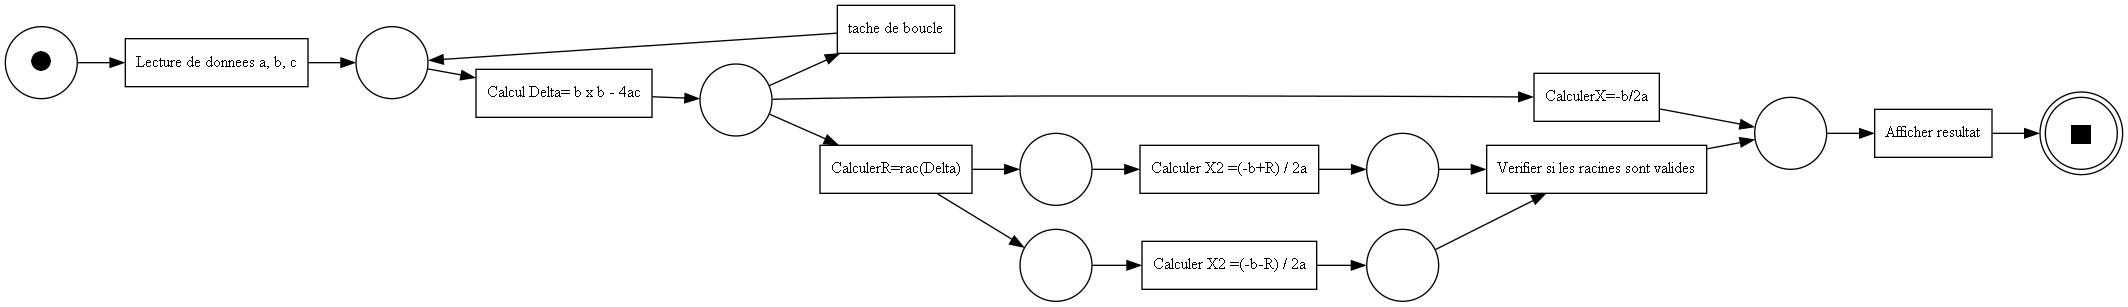 tache de boucle
Lecture de donnees a, b, c
Calcul Delta= b x b - 4ac
CalculerX=-b/2a
Afficher resultat
CalculerR=rac(Delta)
Calculer X2 =(-b+R) / 2a
Verifier si les racines sont valides
Calculer X2 =(-b-R) / 2a